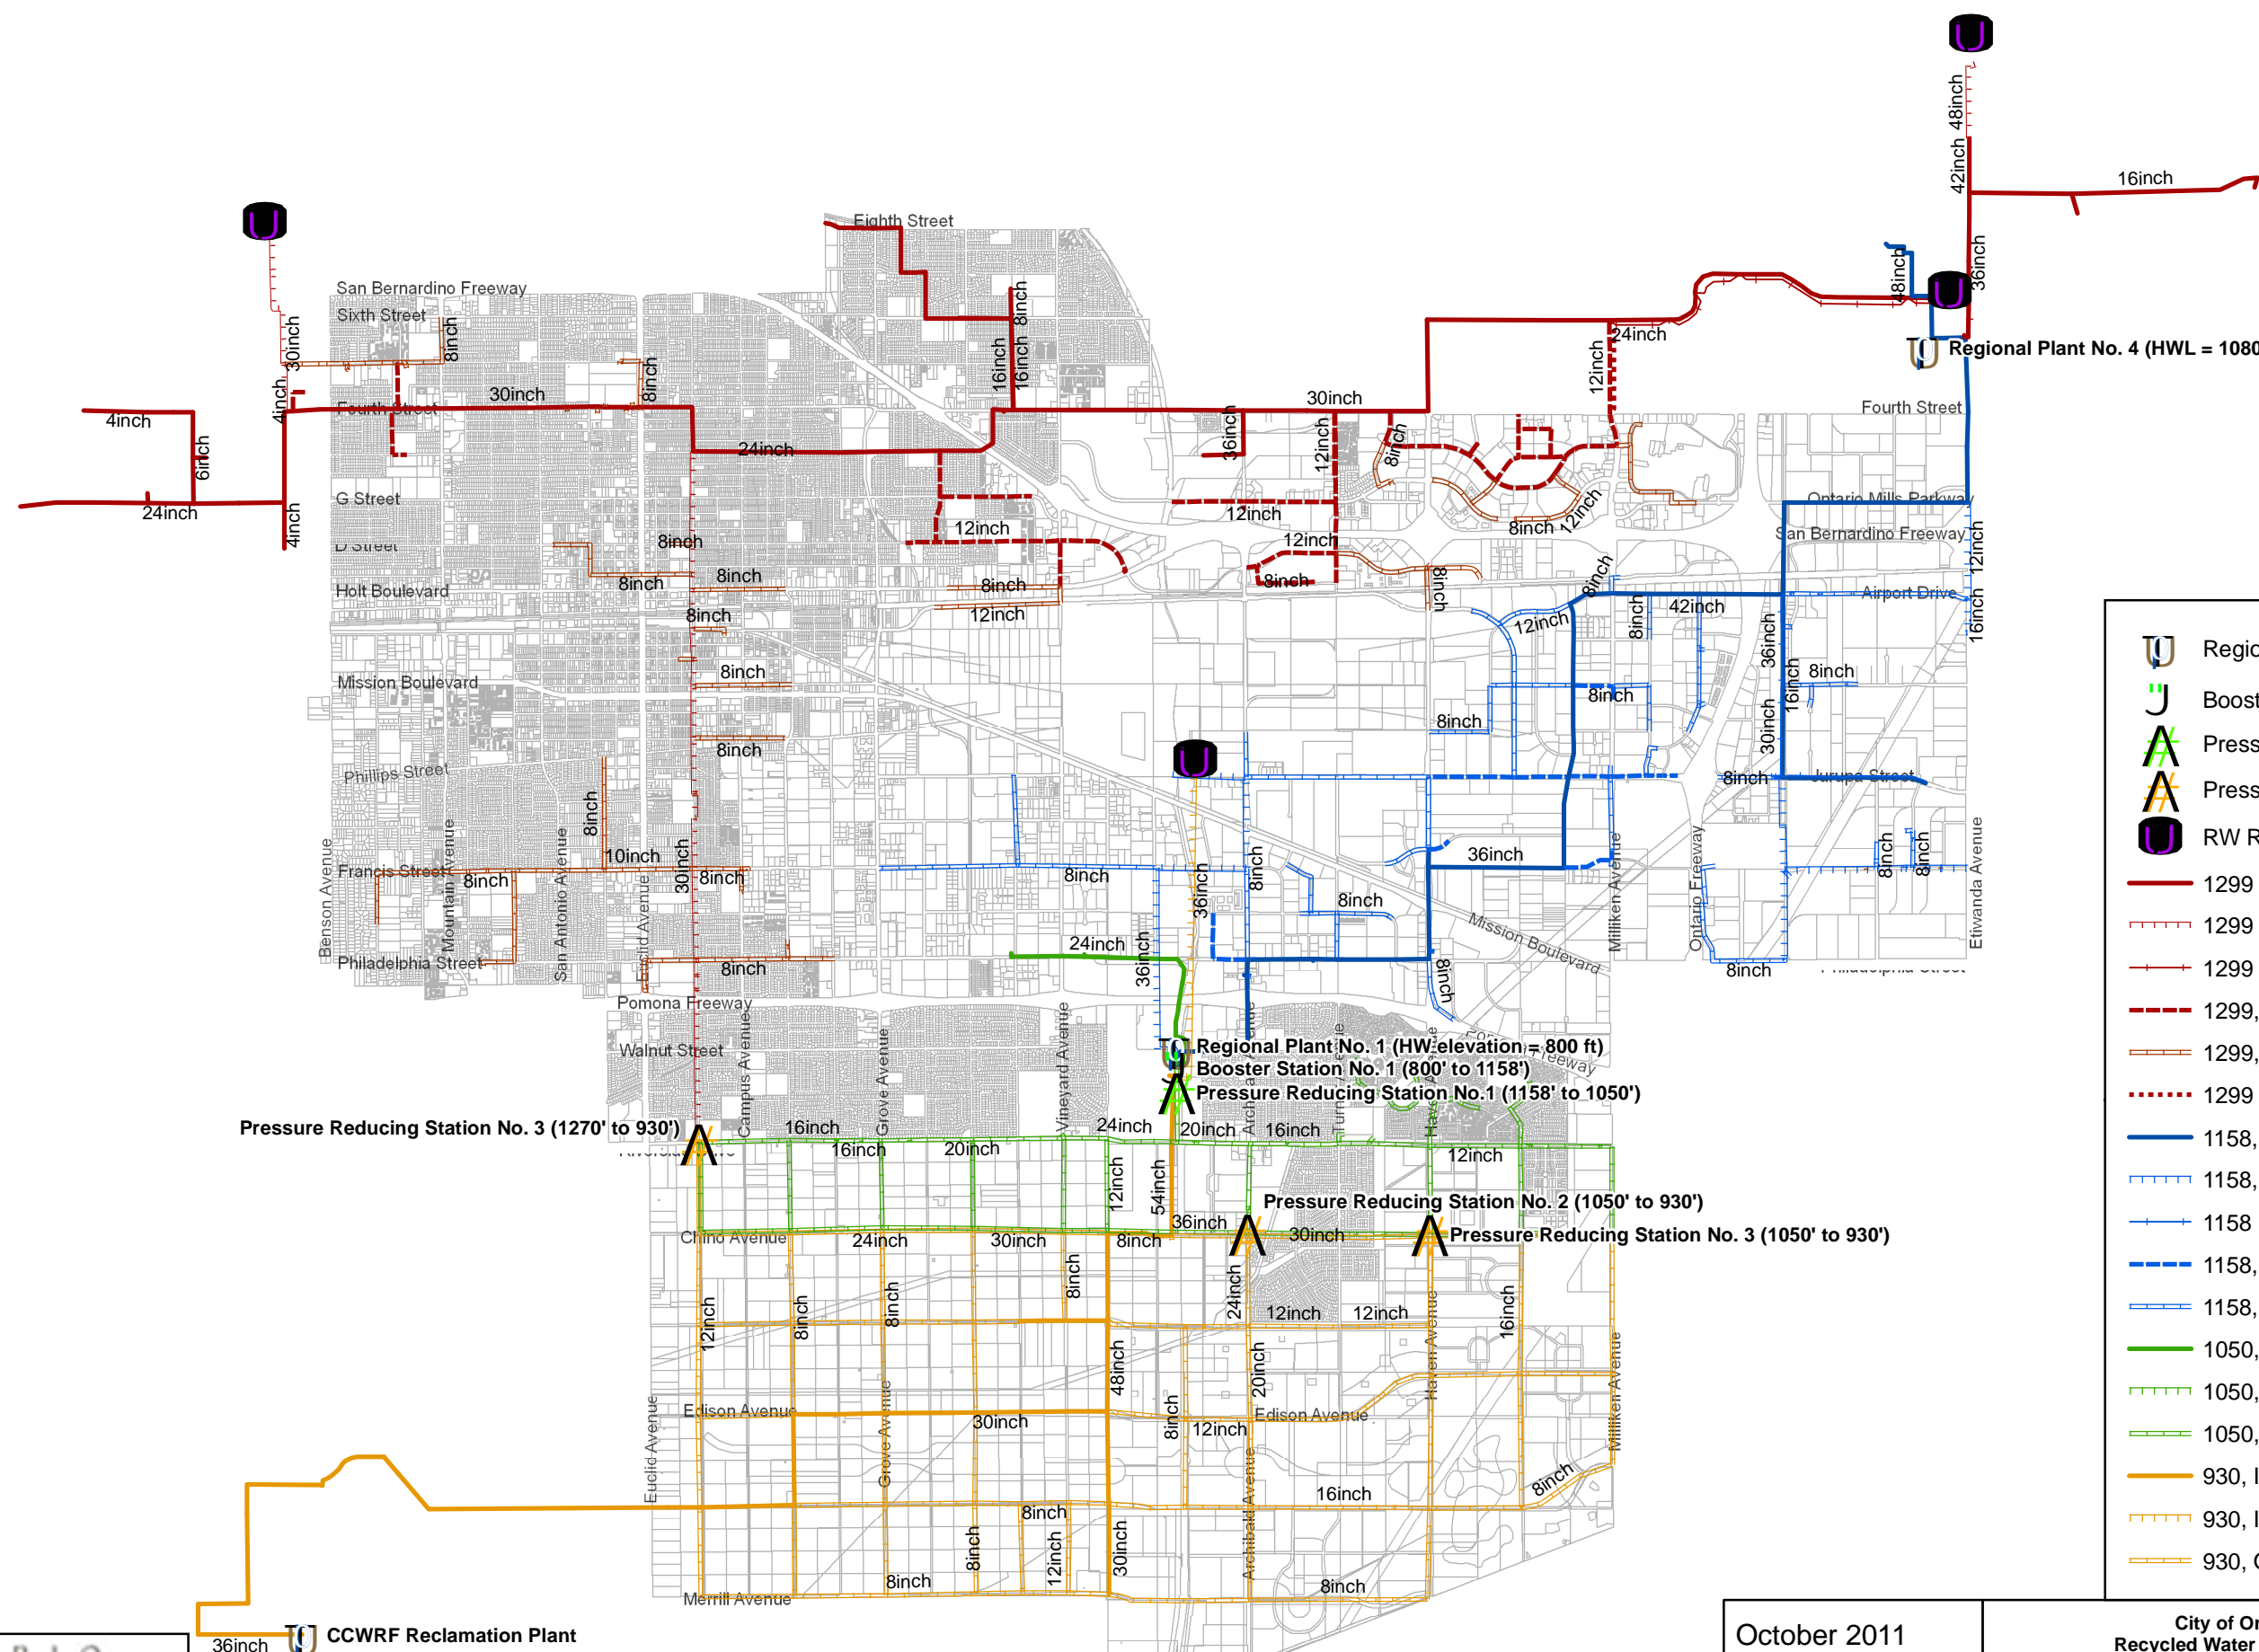 48inch
42inch
16inch
36inch
48inch
Eighth Street
San Bernardino Freeway
Sixth Street
30inch
8inch
8inch
8inch
16inch
16inch
24inch
12inch
Regional Plant No. 4 (HWL = 1080
4inch
30inch
30inch
Fourth Street
Fourth Street
4inch
6inch
24inch
36inch
12inch
8inch
G Street
24inch
4inch
12inch
12inch
12inch
8inch
12inch
Ontario Mills Parkway
San Bernardino Freeway
D Street
8inch
8inch
8inch
8inch
8inch
8inch
8inch
12inch
Holt Boulevard
8inch
12inch
12inch
8inch
42inch
Airport Drive
16inch
36inch
Mission Boulevard
8inch
8inch
8inch
16inch
8inch
8inch
30inch
Phillips Street
8inch
8inch
Jurupa Street
10inch
30inch
Francis Street
8inch
8inch
8inch
36inch
8inch
36inch
8inch
8inch
8inch
Benson Avenue
Mountain Avenue
San Antonio Avenue
Euclid Avenue
Milliken Avenue
Ontario Freeway
Etiwanda Avenue
Mission Boulevard
Philadelphia Street
8inch
24inch
36inch
8inch
8inch
Philadelphia Street
Pomona Freeway
Walnut Street
Campus Avenue
Grove Avenue
Vineyard Avenue
Freeway
Regional Plant No. 1 (HW elevation = 800 ft)
Booster Station No. 1 (800' to 1158')
Pressure Reducing Station No.1 (1158' to 1050')
Pressure Reducing Station No. 3 (1270' to 930')
16inch
24inch
20inch
16inch
16inch
20inch
12inch
12inch
54inch
Pressure Reducing Station No. 2 (1050' to 930')
36inch
Chino Avenue
24inch
30inch
8inch
30inch
Pressure Reducing Station No. 3 (1050' to 930')
8inch
24inch
12inch
8inch
8inch
12inch
12inch
16inch
48inch
20inch
Haven Avenue
Milliken Avenue
Euclid Avenue
Edison Avenue
Grove Avenue
30inch
8inch
12inch
Edison Avenue
Archibald Avenue
8inch
16inch
8inch
8inch
12inch
30inch
8inch
8inch
Merrill Avenue
36inch
CCWRF Reclamation Plant
1299
1299
1299
1299,
1299,
1299
1158,
1158,
1158
1158,
1158,
1050,
1050,
1050,
930,
930,
930,
October 2011
Recycled Water